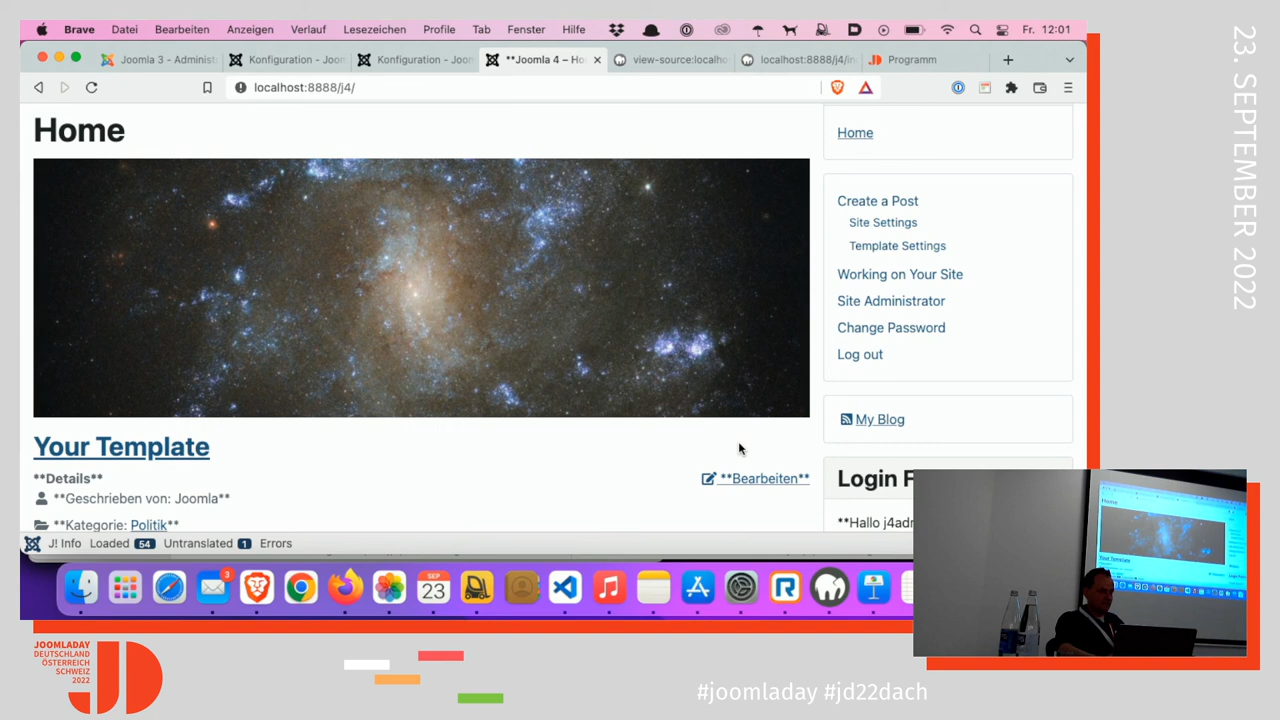 Brave Datei Bearbeiten Anzeigen Verlauf Lesezeichen Profile Tab Fenster Hilfe Fr. 12:01
Joomla 3 - Administ
Konfiguration - Joon
Konfiguration - Joon
**Joomla 4 – Ho
view-source:localho
localhost:8888/j4/in
Programm
localhost:8888/j4/
Home
Your Template
**Details**
**Bearbeiten**
**Geschrieben von: Joomla**
**Kategorie: Politik**
Home
Create a Post
Site Settings
Template Settings
Working on Your Site
Site Administrator
Change Password
Log out
My Blog
Login F
**Hallo j4adr
J! Info Loaded 54 Untranslated 1 Errors
3
SEP
23
23. SEPTEMBER 2022
JOOMLADAY
DEUTSCHLAND
ÖSTERREICH
SCHWEIZ
2022
JD
#joomladay #jd22dach